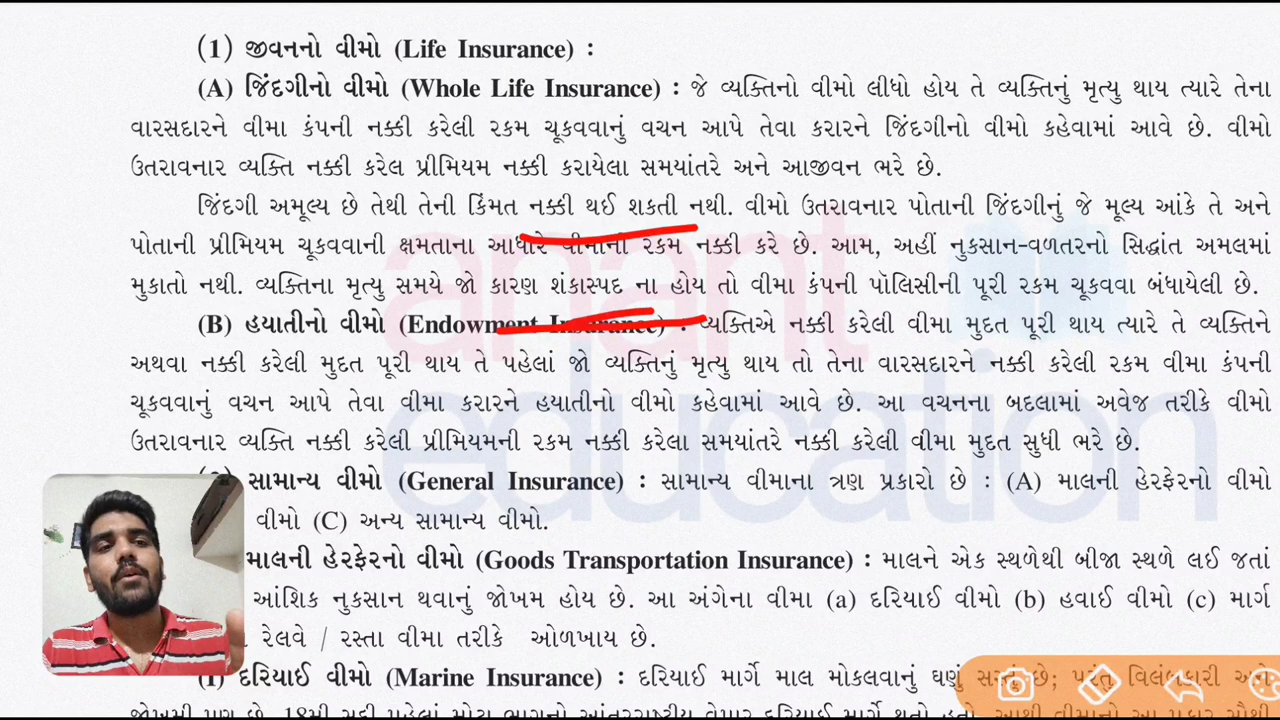 (1) જીવનનો વીમો (Life Insurance) :
(A) જિંદગીનો વીમો (Whole Life Insurance) : જે વ્યક્તિનો વીમો લીધો હોય તે વ્યક્તિનું મૃત્યુ થાય ત્યારે તેના
વારસદારને વીમા કંપની નક્કી કરેલી રકમ ચૂકવવાનું વચન આપે તેવા કરારને જિંદગીનો વીમો કહેવામાં આવે છે. વીમો
ઉતરાવનાર વ્યક્તિ નક્કી કરેલ પ્રીમિયમ નક્કી કરાયેલા સમયાંતરે અને આજીવન ભરે છે.
જિંદગી અમૂલ્ય છે તેથી તેની કિંમત નક્કી થઈ શકતી નથી. વીમો ઉતરાવનાર પોતાની જિંદગીનું જે મૂલ્ય આંકે તે અને
પોતાની પ્રીમિયમ ચૂકવવાની ક્ષમતાના આધારે વીમાની રકમ નક્કી કરે છે. આમ, અહીં નુકસાન-વળતરનો સિદ્ધાંત અમલમાં
મુકાતો નથી. વ્યક્તિના મૃત્યુ સમયે જો કારણ શંકાસ્પદ ના હોય તો વીમા કંપની પૉલિસીની પૂરી રકમ ચૂકવવા બંધાયેલી છે.
(B) હયાતીનો વીમો (Endowment Insurance) : વ્યક્તિએ નક્કી કરેલી વીમા મુદત પૂરી થાય ત્યારે તે વ્યક્તિને
અથવા નક્કી કરેલી મુદત પૂરી થાય તે પહેલાં જો વ્યક્તિનું મૃત્યુ થાય તો તેના વારસદારને નક્કી કરેલી રકમ વીમા કંપની
ચૂકવવાનું વચન આપે તેવા વીમા કરારને હયાતીનો વીમો કહેવામાં આવે છે. આ વચનના બદલામાં અવેજ તરીકે વીમો
ઉતરાવનાર વ્યક્તિ નક્કી કરેલી પ્રીમિયમની રકમ નક્કી કરેલા સમયાંતરે નક્કી કરેલી વીમા મુદત સુધી ભરે છે.
સામાન્ય વીમો (General Insurance) : સામાન્ય વીમાના ત્રણ પ્રકારો છે : (A) માલની હેરફેરનો વીમો
વીમો (C) અન્ય સામાન્ય વીમો.
માલની હેરફેરનો વીમો (Goods Transportation Insurance) : માલને એક સ્થળેથી બીજા સ્થળે લઈ જતાં
આંશિક નુકસાન થવાનું જોખમ હોય છે. આ અંગેના વીમા (a) દરિયાઈ વીમો (b) હવાઈ વીમો (c) માર્ગ
રેલવે / રસ્તા વીમા તરીકે ઓળખાય છે.
દરિયાઈ વીમો (Marine Insurance) : દરિયાઈ માર્ગે માલ મોકલવાનું ઘણું સસ્તું છે; પરંતુ વિલંબકારી અને
anant
education